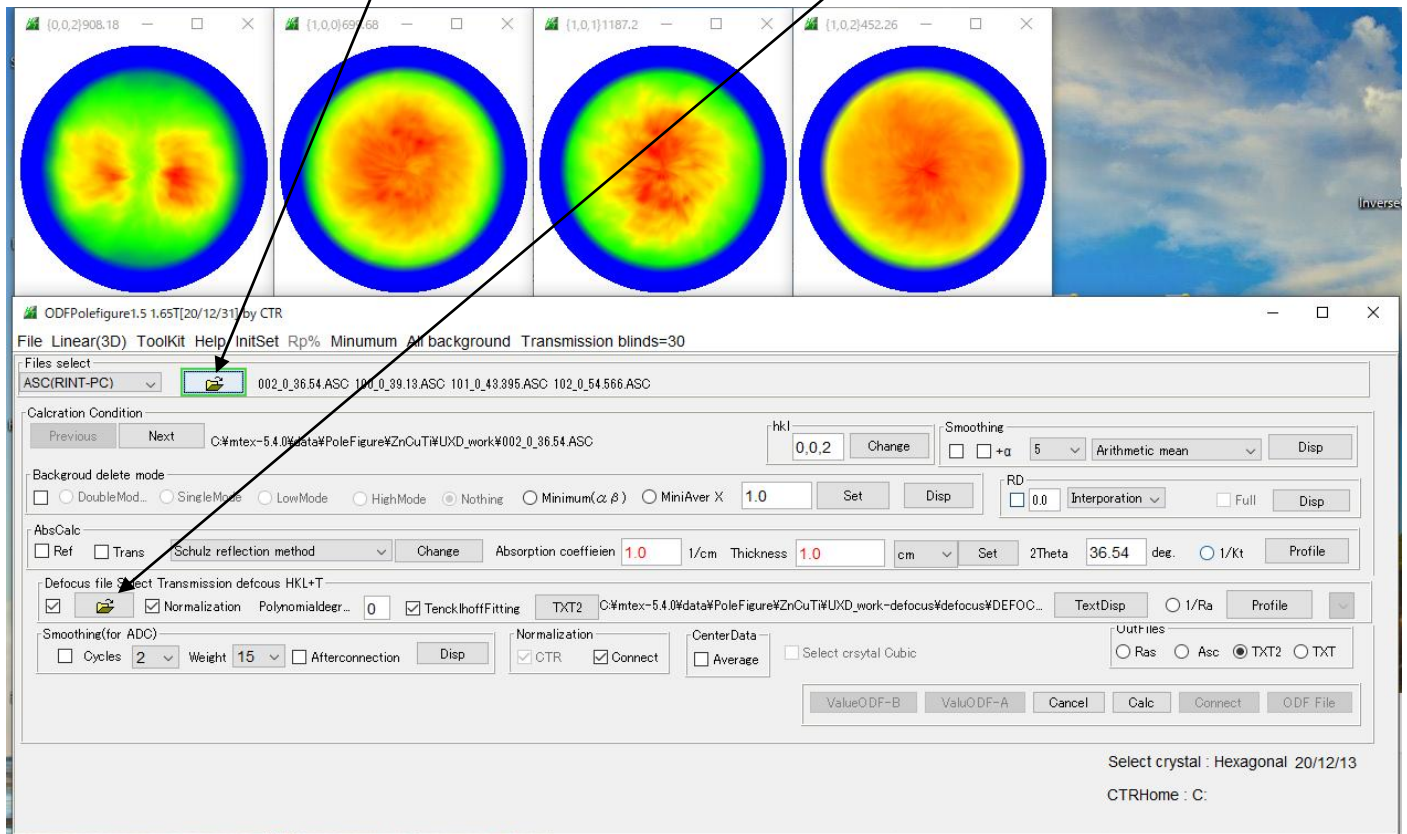 {0,0,2}908.18
{1,0,0}699.68
{1,0,1}1187.2
{1,0,2}452.26
ODFPolefigure1.5 1.65T[20/12/31] by CTR
File Linear(3D) ToolKit Help InitSet Rp% Minumum All background Transmission blinds=30
Files select
ASC(RINT-PC) 002_0_36.54.ASC 100_0_39.13.ASC 101_0_43.395.ASC 102_0_54.566.ASC
Calcration Condition
Previous Next C:¥mtex-5.4.0¥data¥PoleFigure¥ZnCuTi¥UXD_work¥002_0_36.54.ASC
hkl
0,0,2 Change
Smoothing
+α 5 Arithmetic mean Disp
Backgroud delete mode
DoubleMod... SingleMode LowMode HighMode Nothing Minimum(α β) MiniAver X 1.0 Set Disp
RD
0.0 Interporation Full Disp
AbsCalc
Ref Trans Schulz reflection method Change Absorption coeffieien 1.0 1/cm Thickness 1.0 cm Set 2Theta 36.54 deg. 1/Kt Profile
Defocus file Select Transmission defcous HKL+T
Normalization Polynomialdegr... 0 TencklhoffFitting TXT2 C:¥mtex-5.4.0¥data¥PoleFigure¥ZnCuTi¥UXD_work-defocus¥defocus¥DEFOC... TextDisp 1/Ra Profile
Smoothing(for ADC)
Cycles 2 Weight 15 Afterconnection Disp
Normalization
CTR Connect
CenterData
Average
Select crsytal Cubic
OutFiles
Ras Asc TXT2 TXT
ValueODF-B ValuODF-A Cancel Calc Connect ODF File
Select crystal : Hexagonal 20/12/13
CTRHome : C: